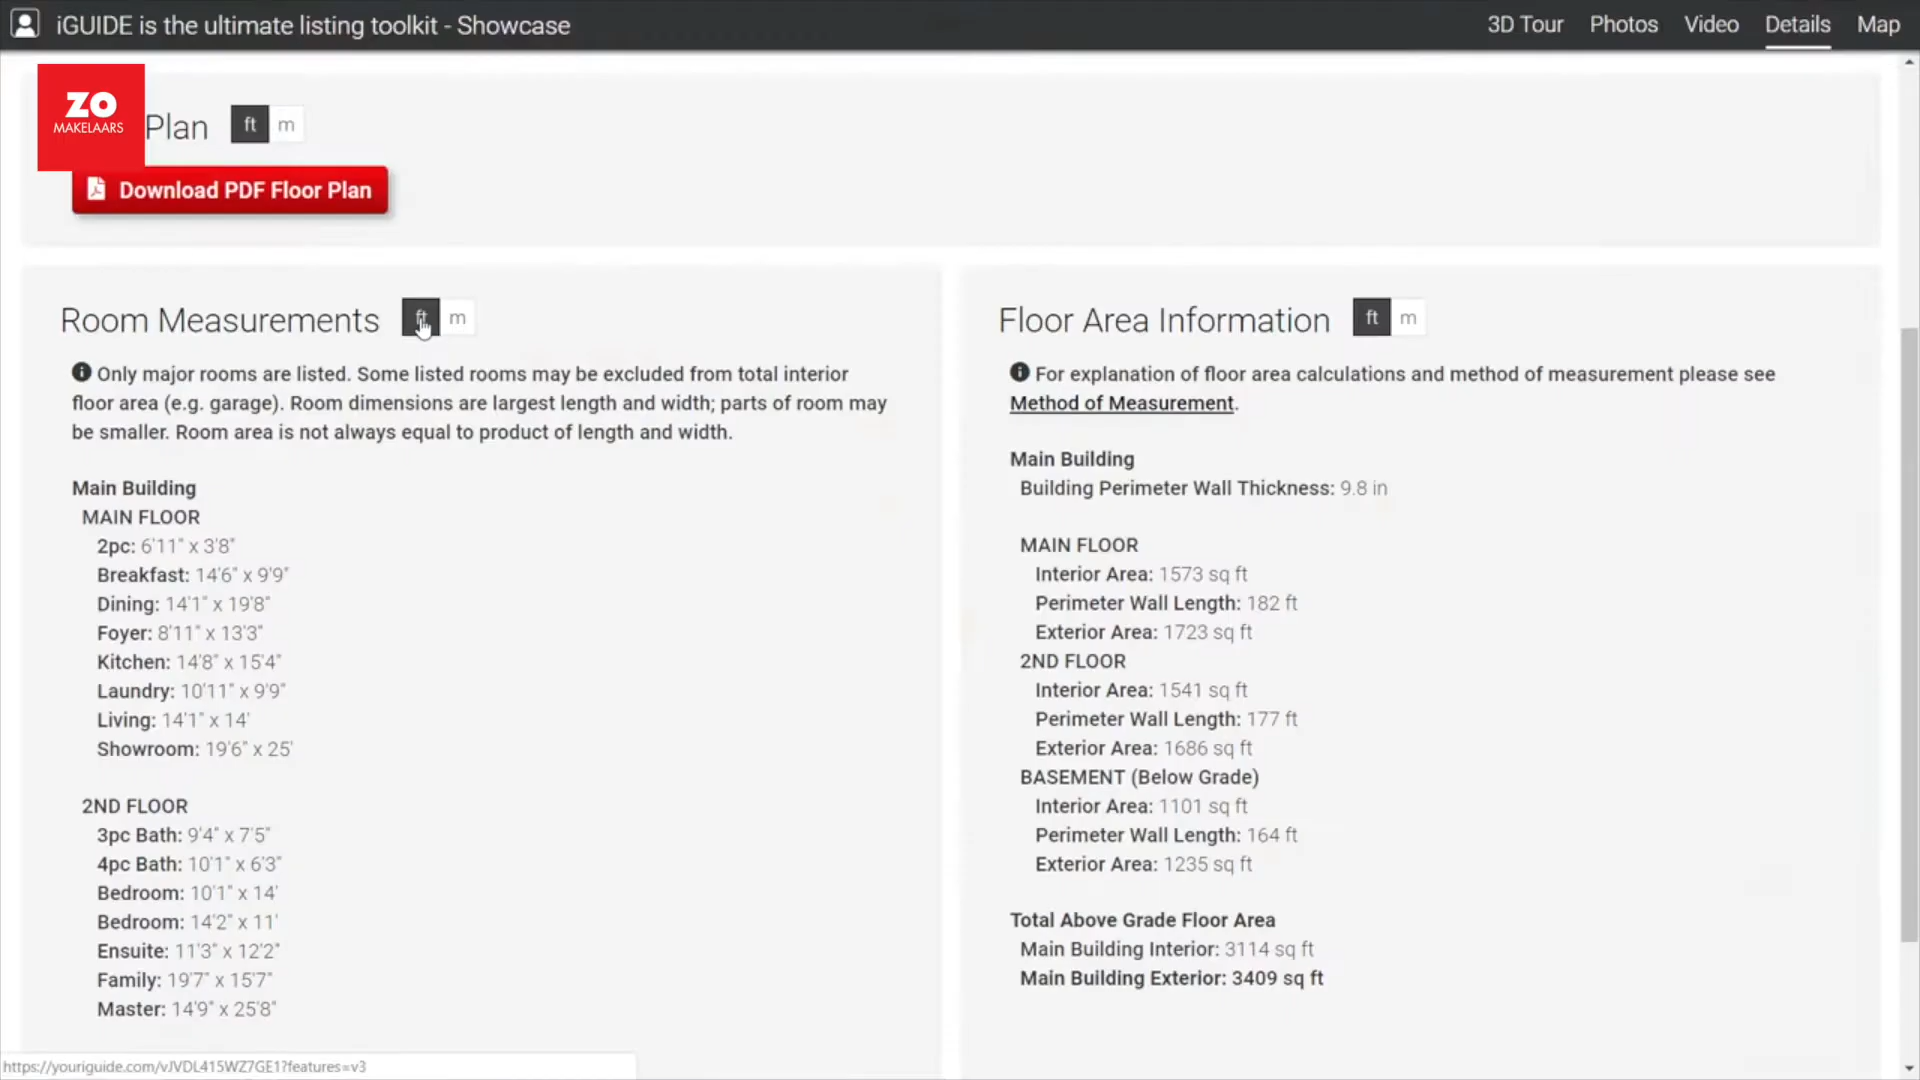 iGUIDE is the ultimate listing toolkit - Showcase
3D Tour Photos Video Details Map
ZO
MAKELAARS
Plan ft m
Download PDF Floor Plan
Room Measurements ft m
Only major rooms are listed. Some listed rooms may be excluded from total interior
floor area (e.g. garage). Room dimensions are largest length and width; parts of room may
be smaller. Room area is not always equal to product of length and width.
Main Building
MAIN FLOOR
2pc: 6'11" x 3'8"
Breakfast: 14'6" x 9'9"
Dining: 14'1" x 19'8"
Foyer: 8'11" x 13'3"
Kitchen: 14'8" x 15'4"
Laundry: 10'11" x 9'9"
Living: 14'1" x 14'
Showroom: 19'6" x 25'
2ND FLOOR
3pc Bath: 9'4" x 7'5"
4pc Bath: 10'1" x 6'3"
Bedroom: 10'1" x 14'
Bedroom: 14'2" x 11'
Ensuite: 11'3" x 12'2"
Family: 19'7" x 15'7"
Master: 14'9" x 25'8"
Floor Area Information ft m
For explanation of floor area calculations and method of measurement please see
Method of Measurement.
Main Building
Building Perimeter Wall Thickness: 9.8 in
MAIN FLOOR
Interior Area: 1573 sq ft
Perimeter Wall Length: 182 ft
Exterior Area: 1723 sq ft
2ND FLOOR
Interior Area: 1541 sq ft
Perimeter Wall Length: 177 ft
Exterior Area: 1686 sq ft
BASEMENT (Below Grade)
Interior Area: 1101 sq ft
Perimeter Wall Length: 164 ft
Exterior Area: 1235 sq ft
Total Above Grade Floor Area
Main Building Interior: 3114 sq ft
Main Building Exterior: 3409 sq ft
https://youriguide.com/vJVDL415WZ7GE1?features=v3